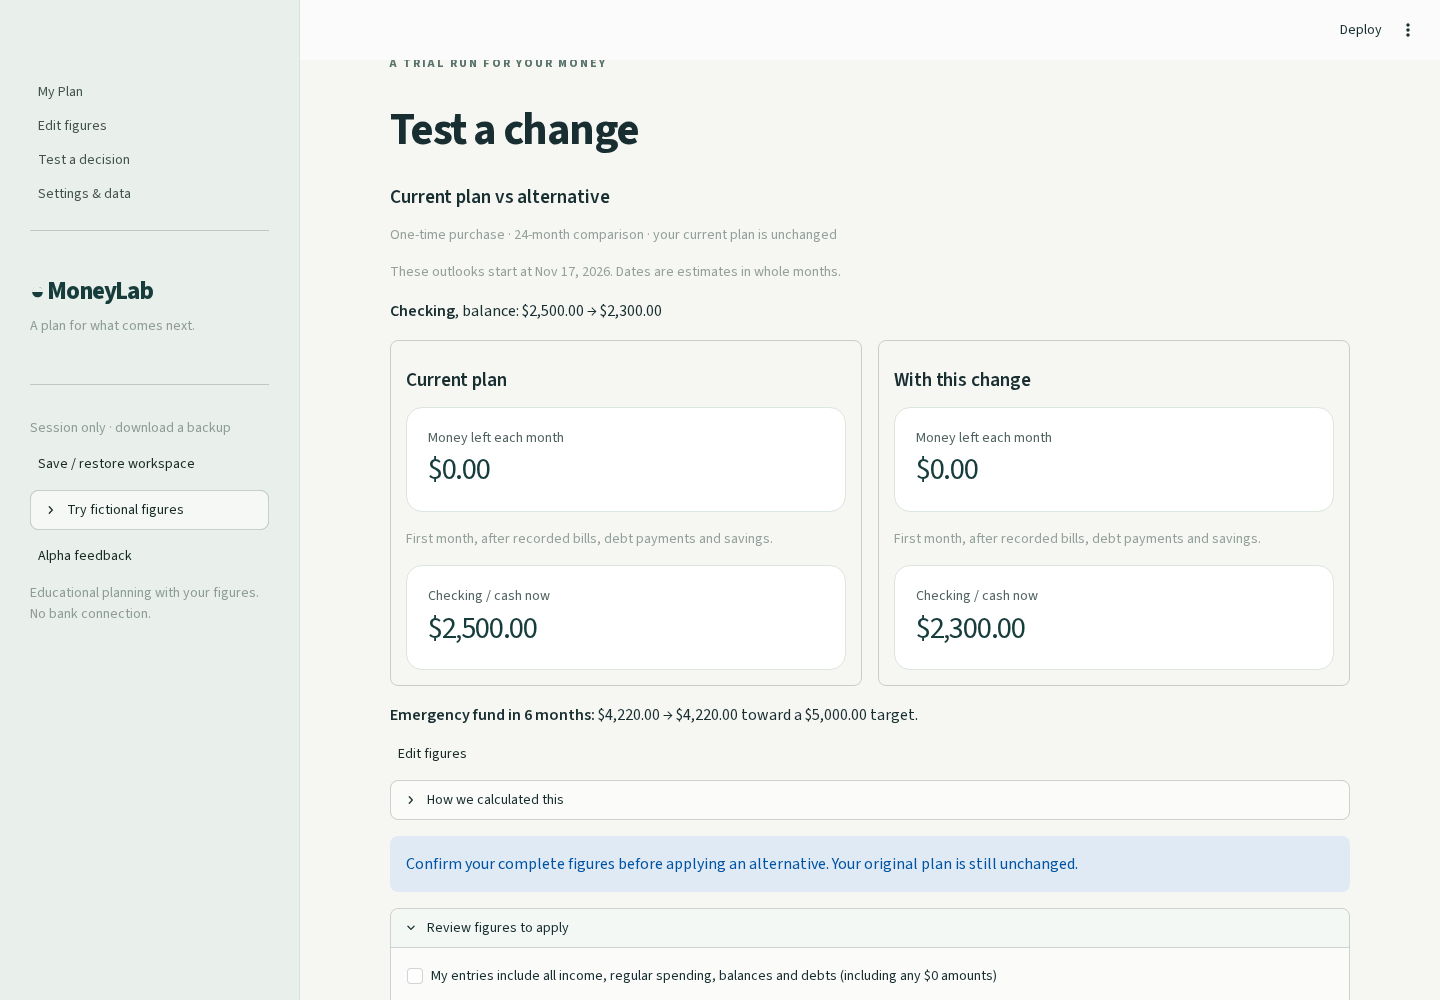 Deploy
My Plan
Edit figures
Test a decision
Settings & data
MoneyLab
A plan for what comes next.
Session only · download a backup
Save / restore workspace
Try fictional figures
Alpha feedback
Educational planning with your figures.
No bank connection.
A TRIAL RUN FOR YOUR MONEY
Test a change
Current plan vs alternative
One-time purchase · 24-month comparison · your current plan is unchanged
These outlooks start at Nov 17, 2026. Dates are estimates in whole months.
Checking, balance: $2,500.00 → $2,300.00
Current plan
Money left each month
$0.00
First month, after recorded bills, debt payments and savings.
Checking / cash now
$2,500.00
With this change
Money left each month
$0.00
First month, after recorded bills, debt payments and savings.
Checking / cash now
$2,300.00
Emergency fund in 6 months: $4,220.00 → $4,220.00 toward a $5,000.00 target.
Edit figures
How we calculated this
Confirm your complete figures before applying an alternative. Your original plan is still unchanged.
Review figures to apply
My entries include all income, regular spending, balances and debts (including any $0 amounts)